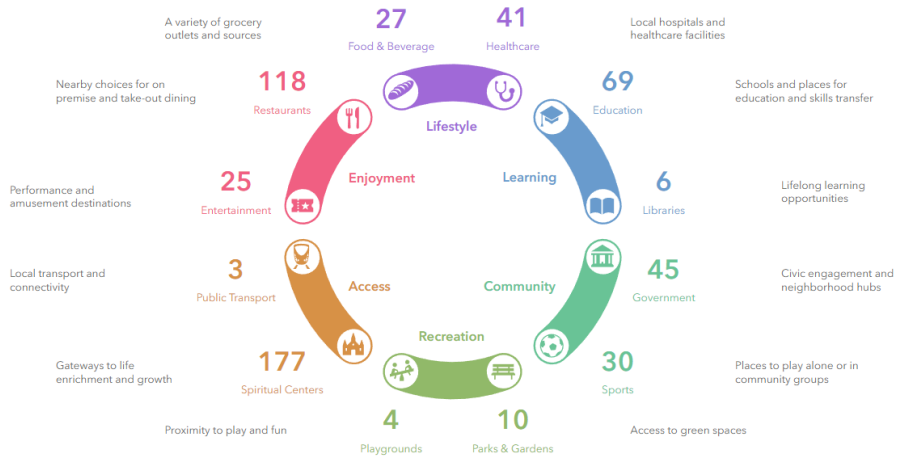 A variety of grocery
outlets and sources
27
Food & Beverage
41
Healthcare
Local hospitals and
healthcare facilities
Nearby choices for on
premise and take-out dining
118
Restaurants
Lifestyle
69
Education
Schools and places for
education and skills transfer
Performance and
amusement destinations
25
Entertainment
Enjoyment
Learning
6
Libraries
Lifelong learning
opportunities
Local transport and
connectivity
3
Public Transport
Access
Community
45
Government
Civic engagement and
neighborhood hubs
Gateways to life
enrichment and growth
177
Spiritual Centers
Recreation
30
Sports
Places to play alone or in
community groups
Proximity to play and fun
4
Playgrounds
10
Parks & Gardens
Access to green spaces